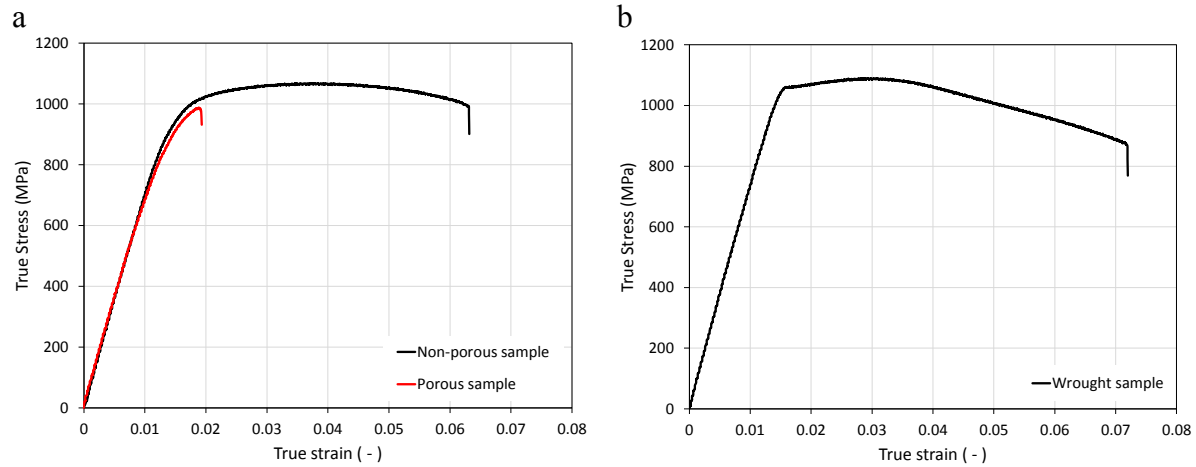 a
1200
1000
800
600
400
200
0
True Stress (MPa)
Non-porous sample
Porous sample
0 0.01 0.02 0.03 0.04 0.05 0.06 0.07 0.08
True strain ( - )
b
1200
1000
800
600
400
200
0
True Stress (MPa)
Wrought sample
0 0.01 0.02 0.03 0.04 0.05 0.06 0.07 0.08
True strain ( - )